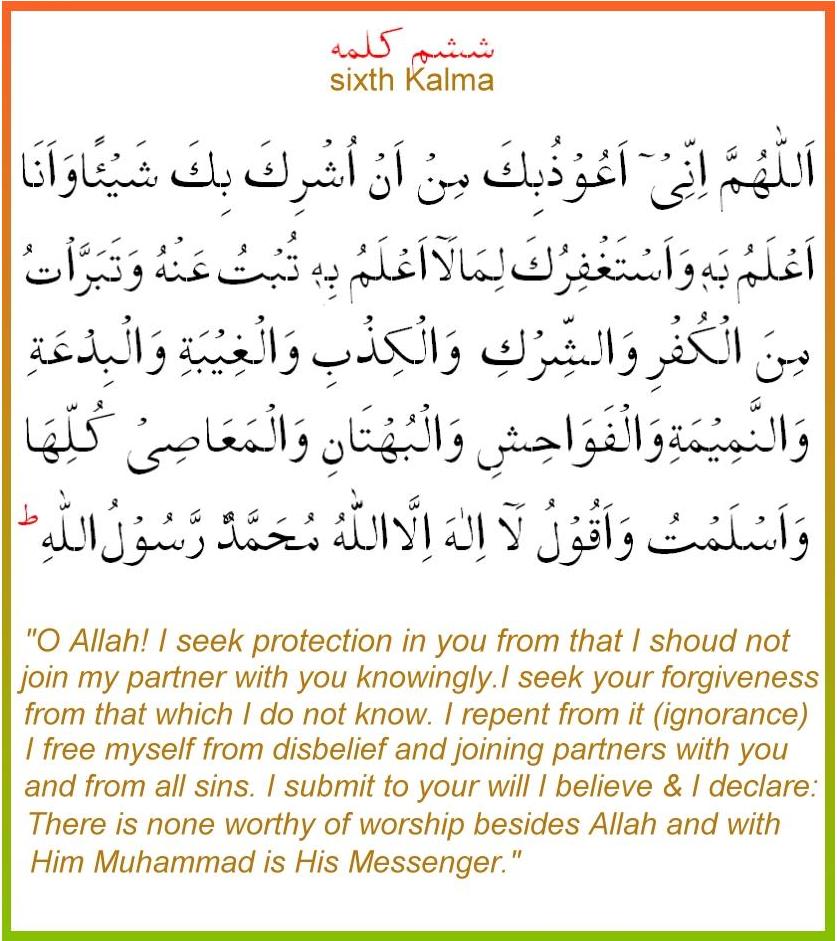 ششم کلمه
sixth Kalma
اَللّٰهُمَّ اِنِّیْۤ اَعُوْذُبِكَ مِنْ اَنْ اُشْرِكَ بِكَ شَیْئًاوَاَنَا
اَعْلَمُ بَهٖ وَاَسْتَغْفِرُكَ لِمَالَاۤاَعْلَمُ بِهٖ تُبْتُ عَنْهُ وَتَبَرَّاْتُ
مِنَ الْكُفْرِ وَالشِّرْكِ وَالْكِذْبِ وَالْغِیْبَةِ وَالْبِدْعَةِ
وَالنَّمِیْمَةِ وَالْفَوَاحِشِ وَالْبُهْتَانِ وَالْمَعَاصِیْ كُلِّهَا
وَاَسْلَمْتُ وَاَقُوْلُ لَاۤ اِلٰهَ اِلَّااللّٰهُ مُحَمَّدٌ رَّسُوْلُ اللّٰهِ ؕ
"O Allah! I seek protection in you from that I shoud not
join my partner with you knowingly.I seek your forgiveness
from that which I do not know. I repent from it (ignorance)
I free myself from disbelief and joining partners with you
and from all sins. I submit to your will I believe & I declare:
There is none worthy of worship besides Allah and with
Him Muhammad is His Messenger."